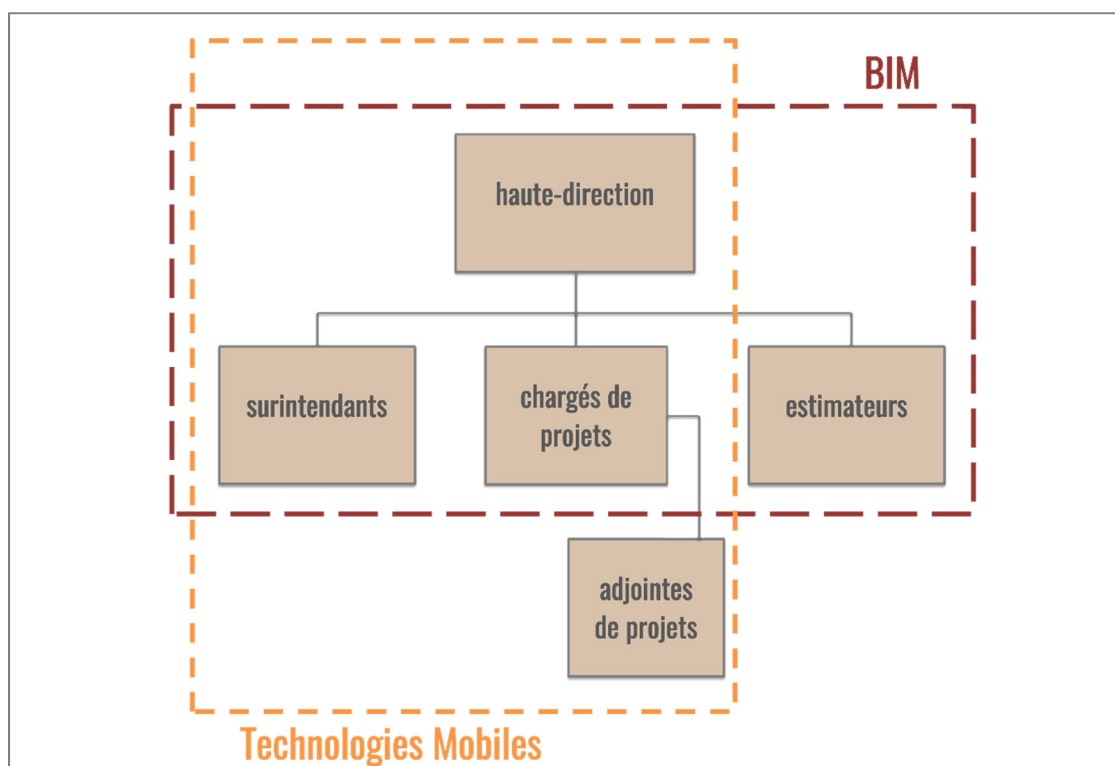 BIM
haute-direction
surintendants
chargés de
projets
estimateurs
adjointes
de projets
Technologies Mobiles